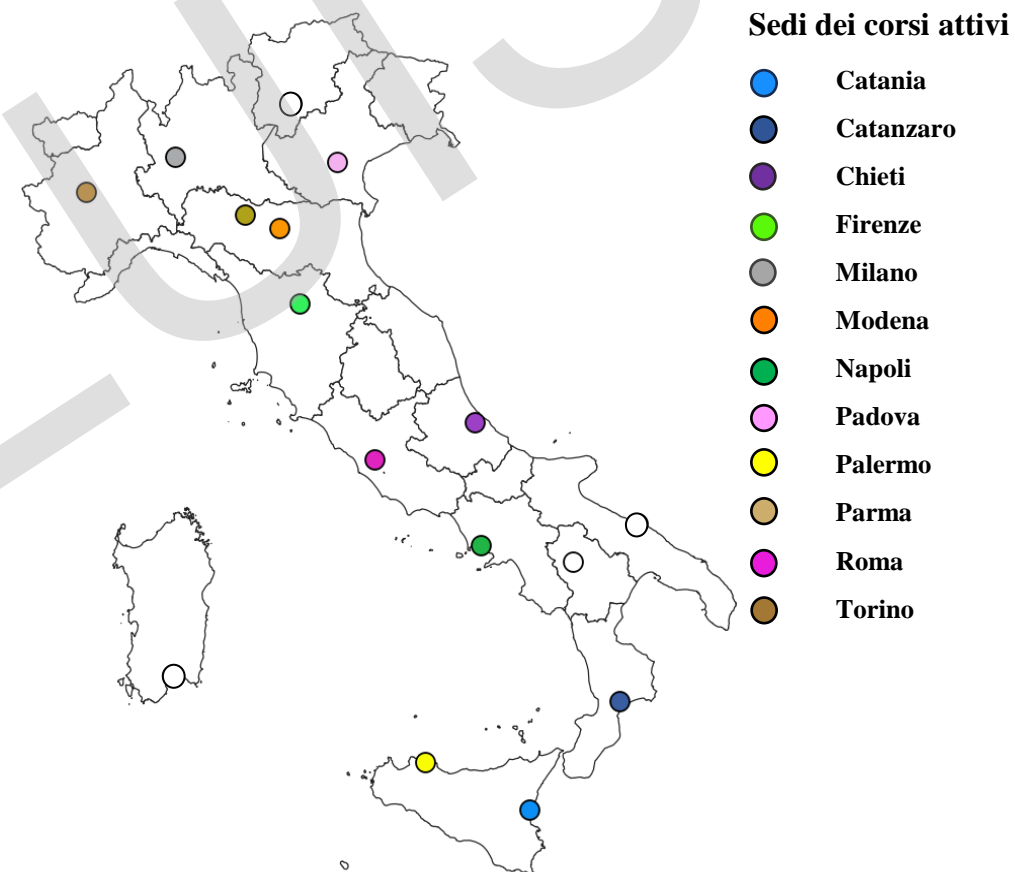 Sedi dei corsi attivi
Catania
Catanzaro
Chieti
Firenze
Milano
Modena
Napoli
Padova
Palermo
Parma
Roma
Torino